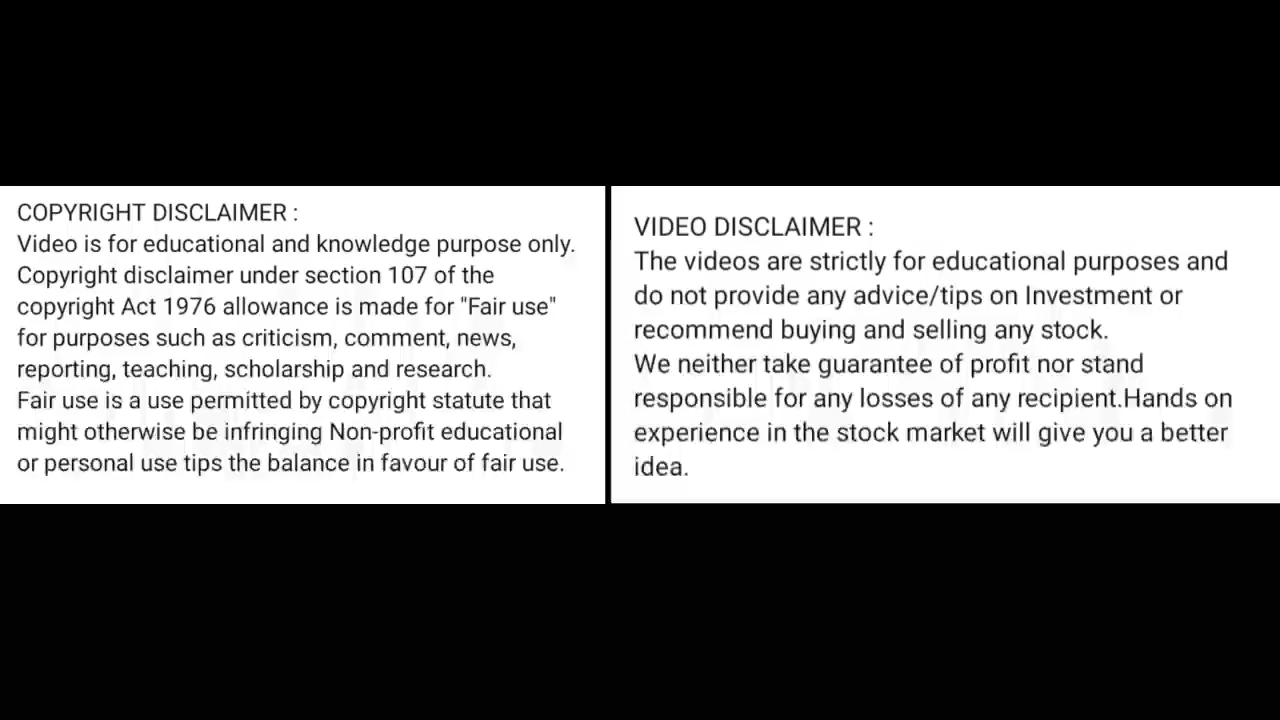 COPYRIGHT DISCLAIMER :
Video is for educational and knowledge purpose only.
Copyright disclaimer under section 107 of the
copyright Act 1976 allowance is made for "Fair use"
for purposes such as criticism, comment, news,
reporting, teaching, scholarship and research.
Fair use is a use permitted by copyright statute that
might otherwise be infringing Non-profit educational
or personal use tips the balance in favour of fair use.
VIDEO DISCLAIMER :
The videos are strictly for educational purposes and
do not provide any advice/tips on Investment or
recommend buying and selling any stock.
We neither take guarantee of profit nor stand
responsible for any losses of any recipient.Hands on
experience in the stock market will give you a better
idea.